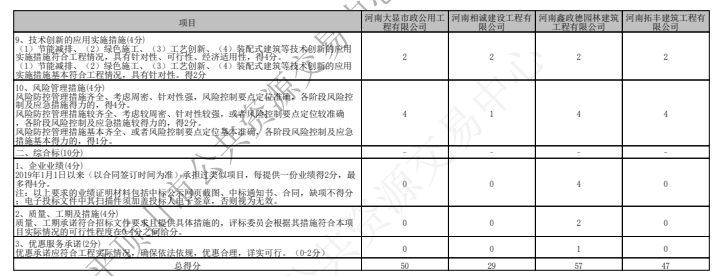 项目 河南大昱市政公用工 河南相诚建设工程有 河南鑫政德园林建筑 河南拓丰建筑工程有
程有限公司 限公司 工程有限公司 限公司
9、技术创新的应用实施措施(4分)
（1）节能减排、（2）绿色施工、（3）工艺创新、（4）装配式建筑等技术创新的应用
实施措施符合工程情况，具有针对性、可行性、经济适用性，得4分。
（1）节能减排、（2）绿色施工、（3）工艺创新、（4）装配式建筑等技术创新的应用
实施措施基本符合工程情况，具有针对性。得2分
2 2 2 2
10、风险管理措施(4分)
风险防控管理措施齐全、考虑周密、针对性强，风险控制要点定位准确，各阶段风险控
制及应急措施得力的，得4分。
风险防控管理措施较齐全、考虑较周密、针对性较强，或者风险控制要点定位较准确
，各阶段风险控制及应急措施较得力的，得2分。
风险防控管理措施基本齐全、或者风险控制要点定位基本准确，各阶段风险控制及应急
措施基本得力的，得1分。
4 1 4 4
二、综合标(10分) - - - -
1、企业业绩(4分)
2019年1月1日以来（以合同签订时间为准）承担过类似项目，每提供一份业绩得2分，最
多得4分。
注：以上要求的业绩证明材料包括中标公示网页截图、中标通知书、合同，缺项不得分
；电子投标文件中其扫描件须加盖投标人电子签章，否则视为无效。
0 0 4 0
2、质量、工期及措施(4分)
质量、工期承诺符合招标文件要求且提供具体措施的，评标委员会根据其措施符合本项
目实际情况的可行性程度在0-4分之间给分。
0 0 2 0
3、优惠服务承诺(2分)
优惠承诺应符合工程实际情况，确保依法依规，优惠合理，详实可行。（0-2分）
0 0 1 0
总得分 50 29 57 47